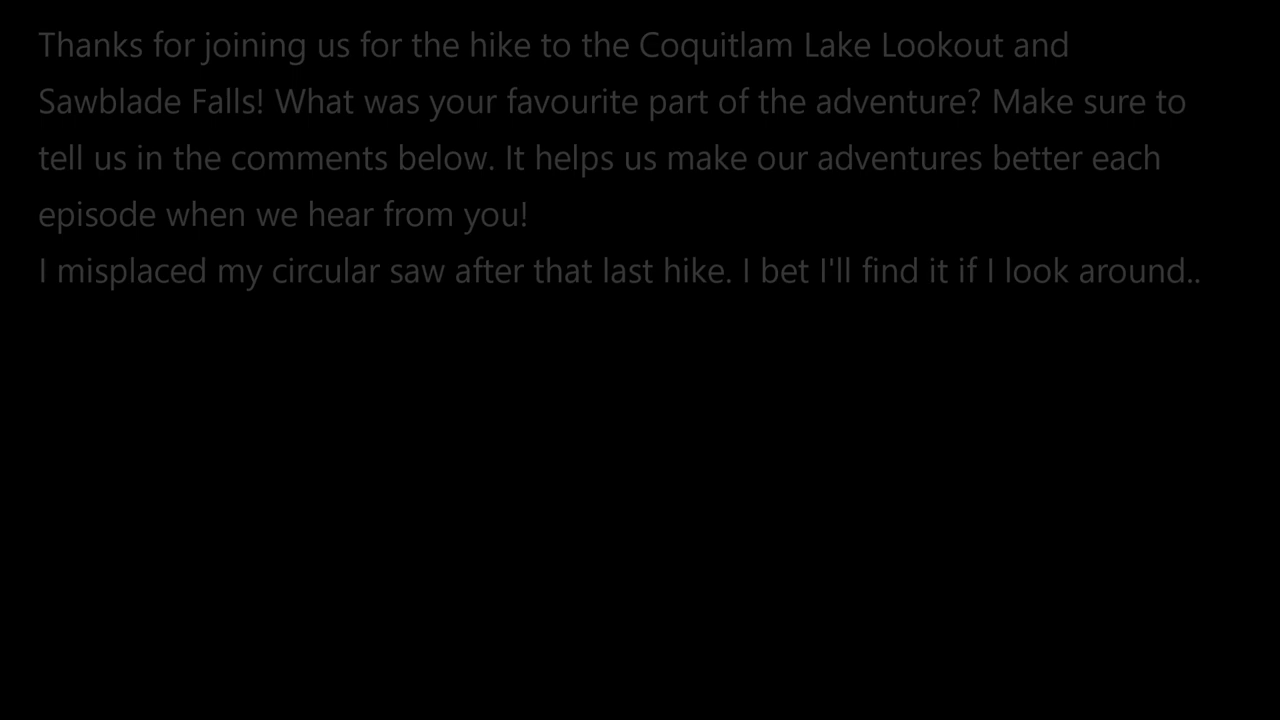 Thanks for joining us for the hike to the Coquitlam Lake Lookout and
Sawblade Falls! What was your favourite part of the adventure? Make sure to
tell us in the comments below. It helps us make our adventures better each
episode when we hear from you!
I misplaced my circular saw after that last hike. I bet I'll find it if I look around..